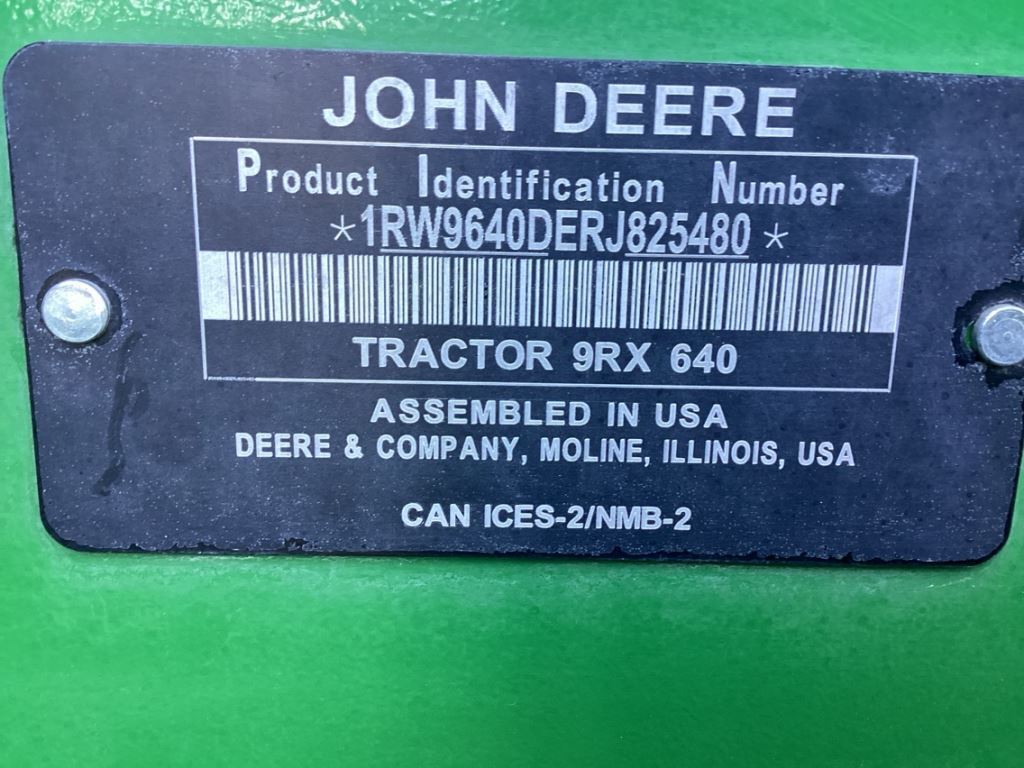 JOHN DEERE
Product Identification Number
*1RW9640DERJ825480*
TRACTOR 9RX 640
ASSEMBLED IN USA
DEERE & COMPANY, MOLINE, ILLINOIS, USA
CAN ICES-2/NMB-2